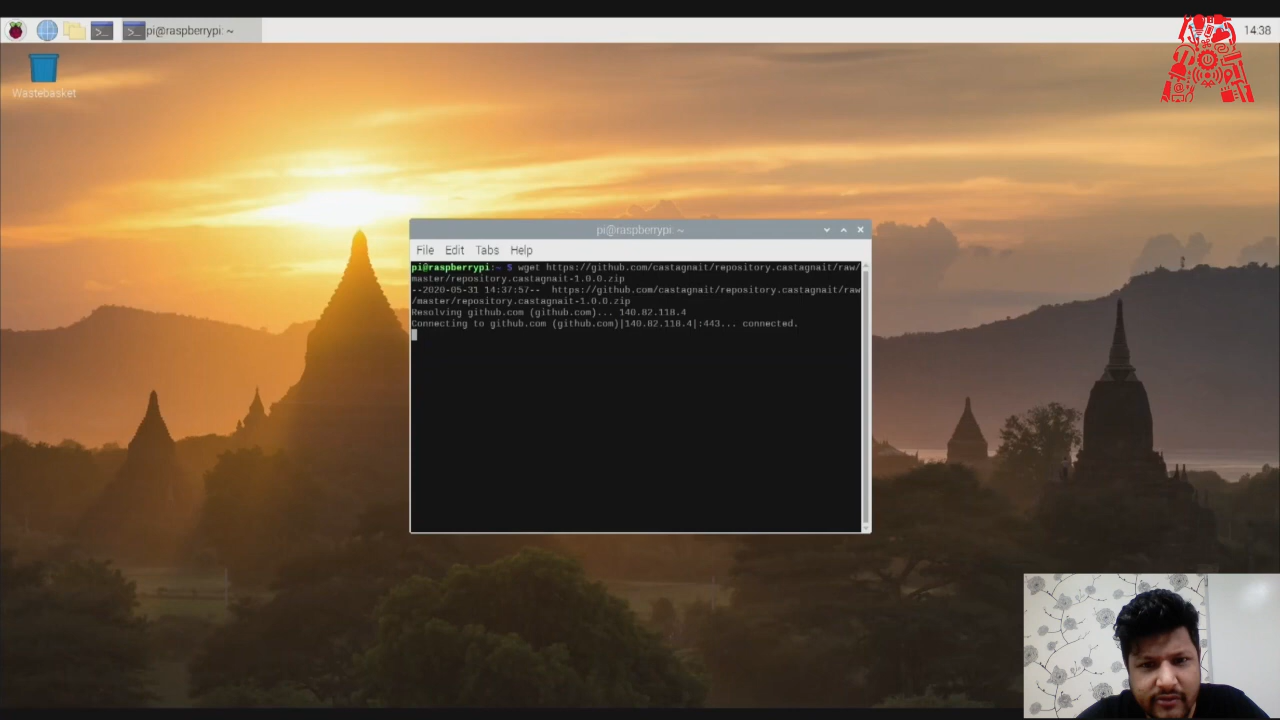 pi@raspberrypi: ~
14:38
Wastebasket
pi@raspberrypi: ~
File Edit Tabs Help
pi@raspberrypi:~ $ wget https://github.com/castagnait/repository.castagnait/raw/
master/repository.castagnait-1.0.0.zip
--2020-05-31 14:37:57-- https://github.com/castagnait/repository.castagnait/raw
/master/repository.castagnait-1.0.0.zip
Resolving github.com (github.com)... 140.82.118.4
Connecting to github.com (github.com)|140.82.118.4|:443... connected.